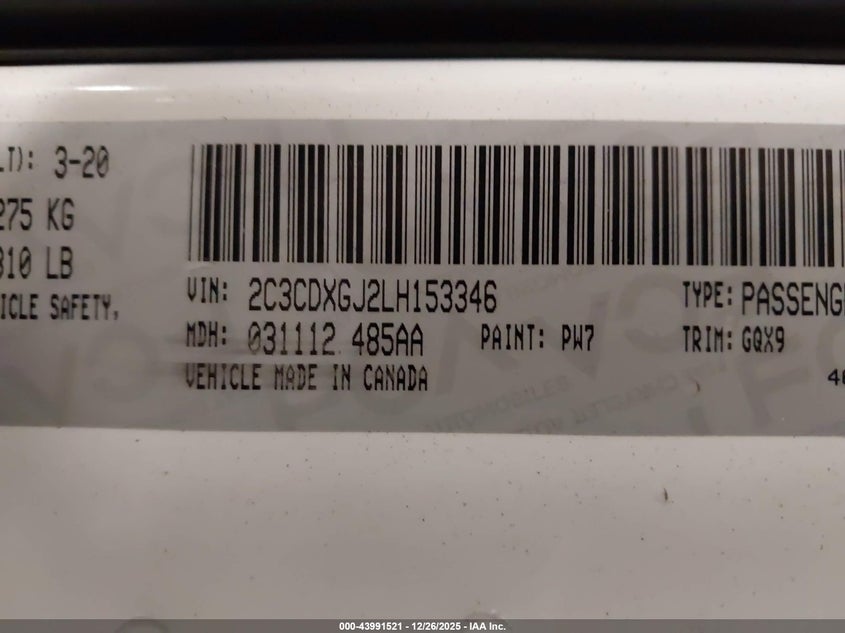 LT): 3-20
275 KG
310 LB
ICLE SAFETY,
VIN: 2C3CDXGJ2LH153346
TYPE: PASSENG
MDH: 031112 485AA
PAINT: PW7
TRIM: GQX9
VEHICLE MADE IN CANADA
000-43991521 - 12/26/2025 - IAA Inc.